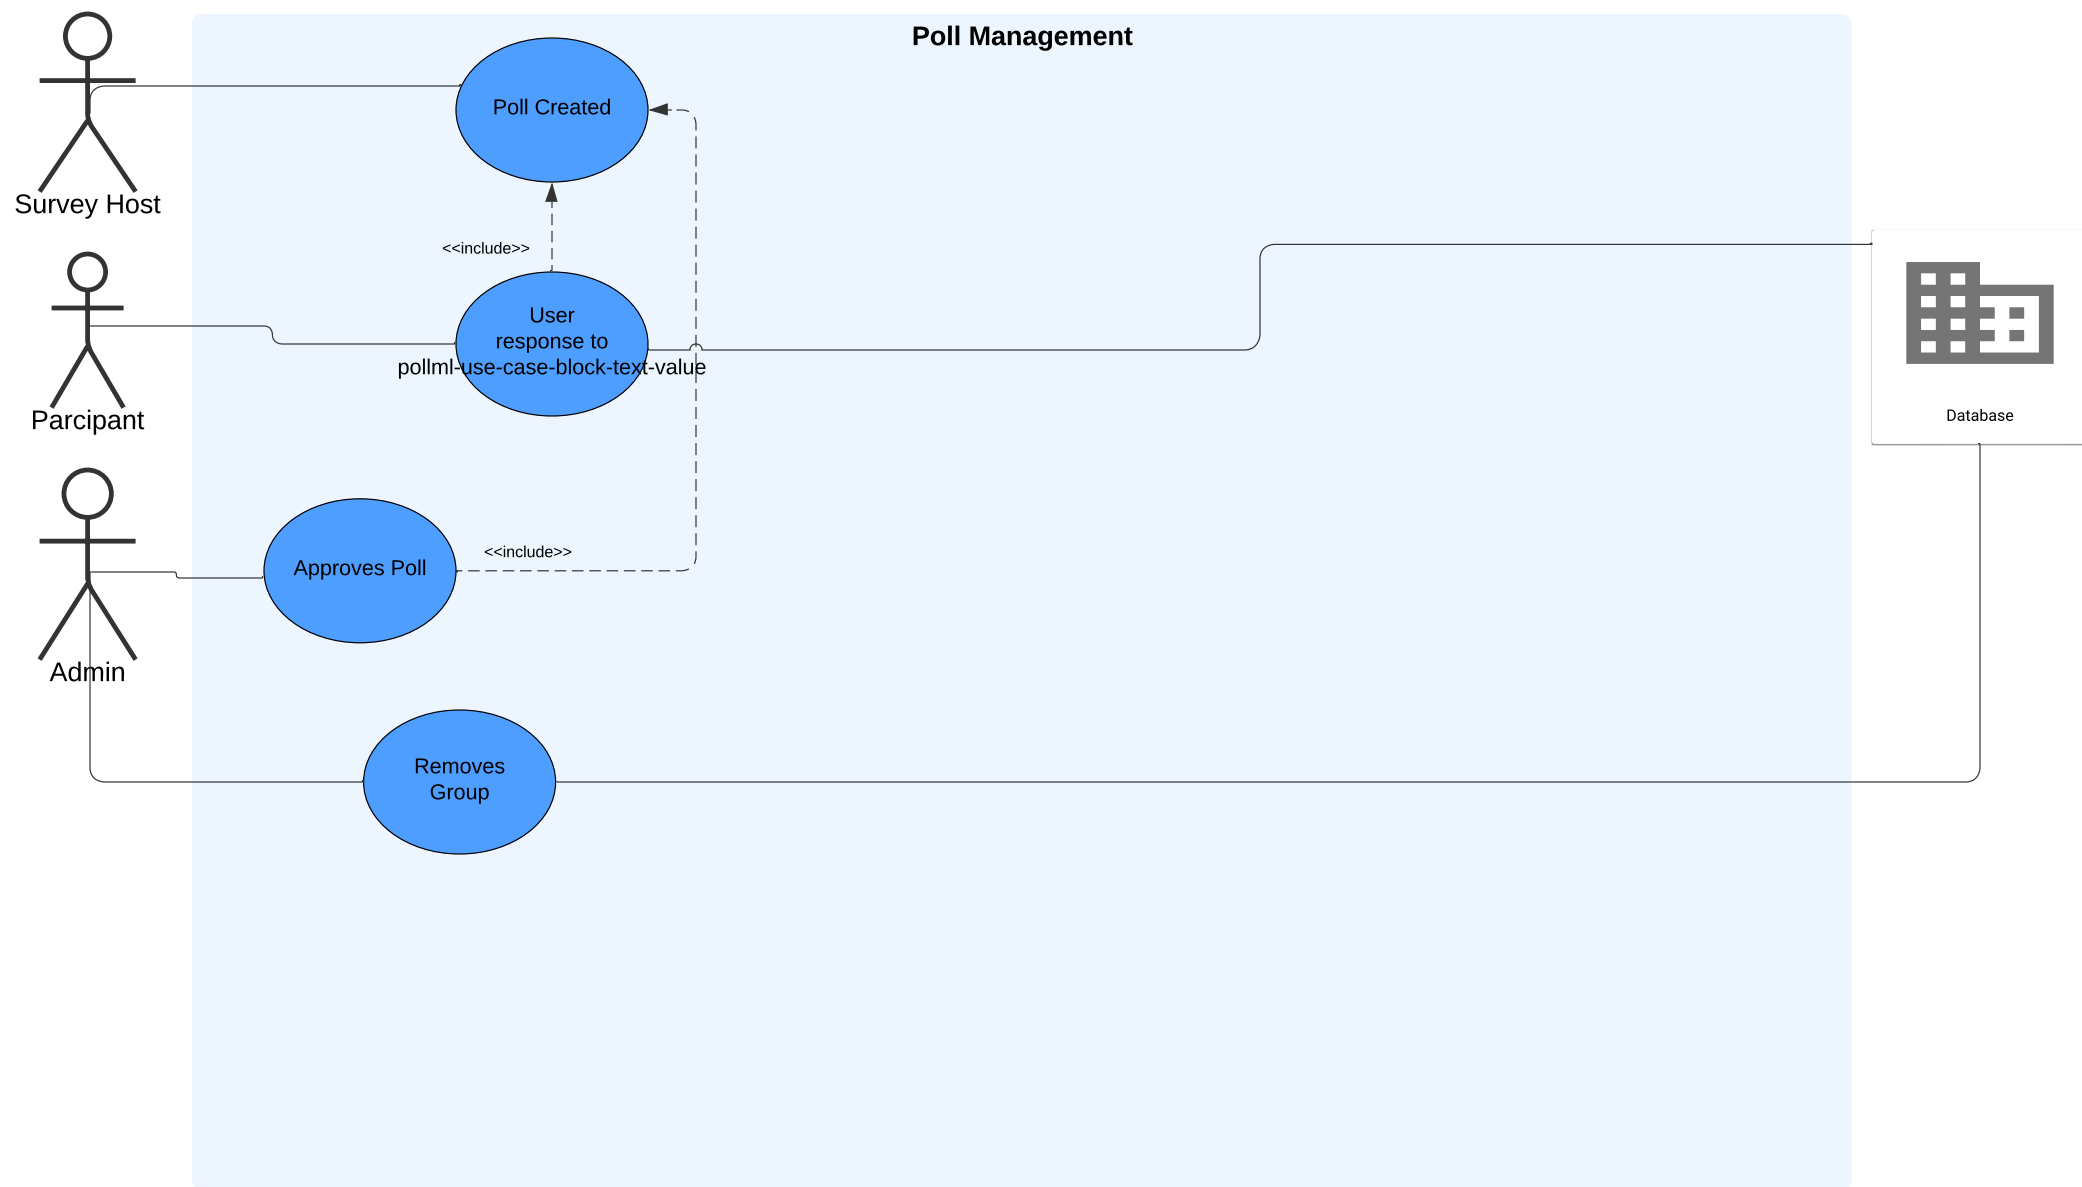 Poll Management
Poll Created
Survey Host
<<include>>
User
response to
pollml-use-case-block-text-value
Parcipant
Database
<<include>>
Approves Poll
Admin
Removes
Group